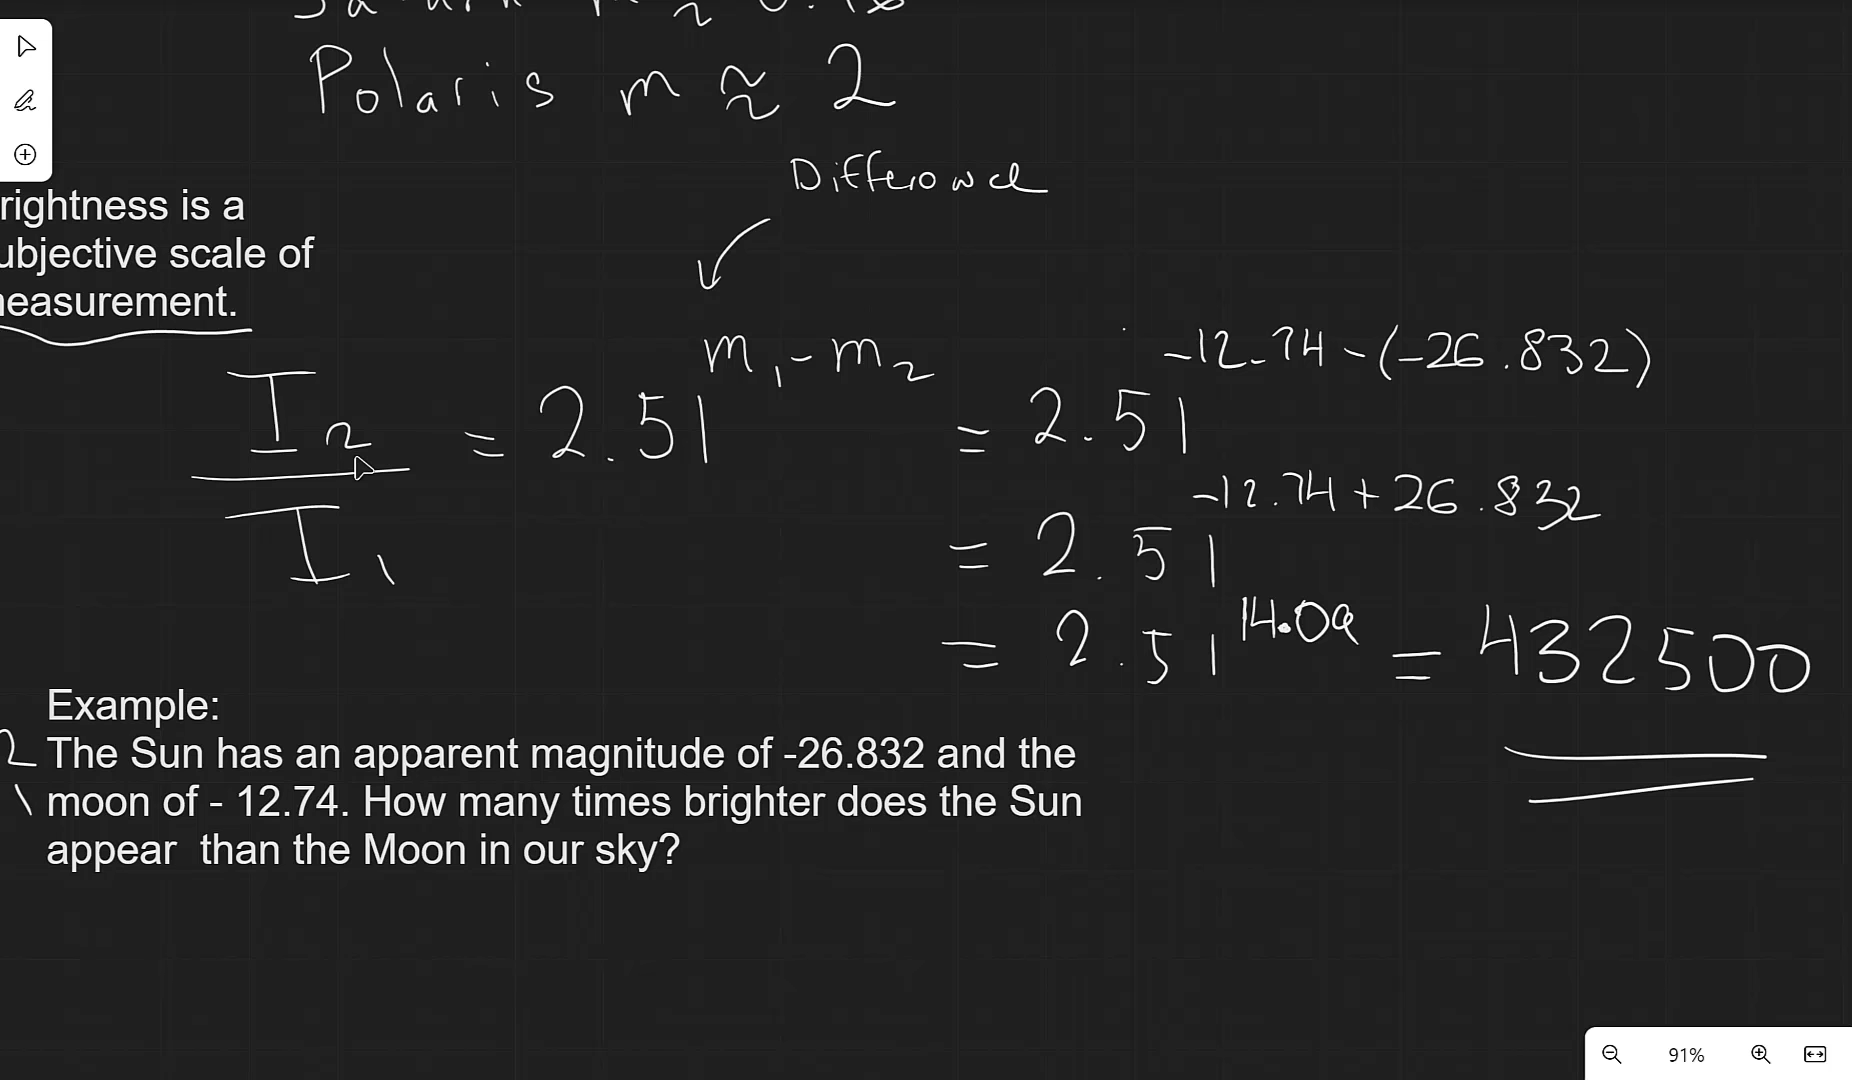 Polaris m ≈ 2
Difference
rightness is a
ubjective scale of
easurement.
I₂/I₁ = 2.51^(m₁-m₂) = 2.51^(-12.74-(-26.832))
= 2.51^(-12.74+26.832)
= 2.51^14.09 = 432500
Example:
2 The Sun has an apparent magnitude of -26.832 and the
1 moon of - 12.74. How many times brighter does the Sun
appear than the Moon in our sky?
91%